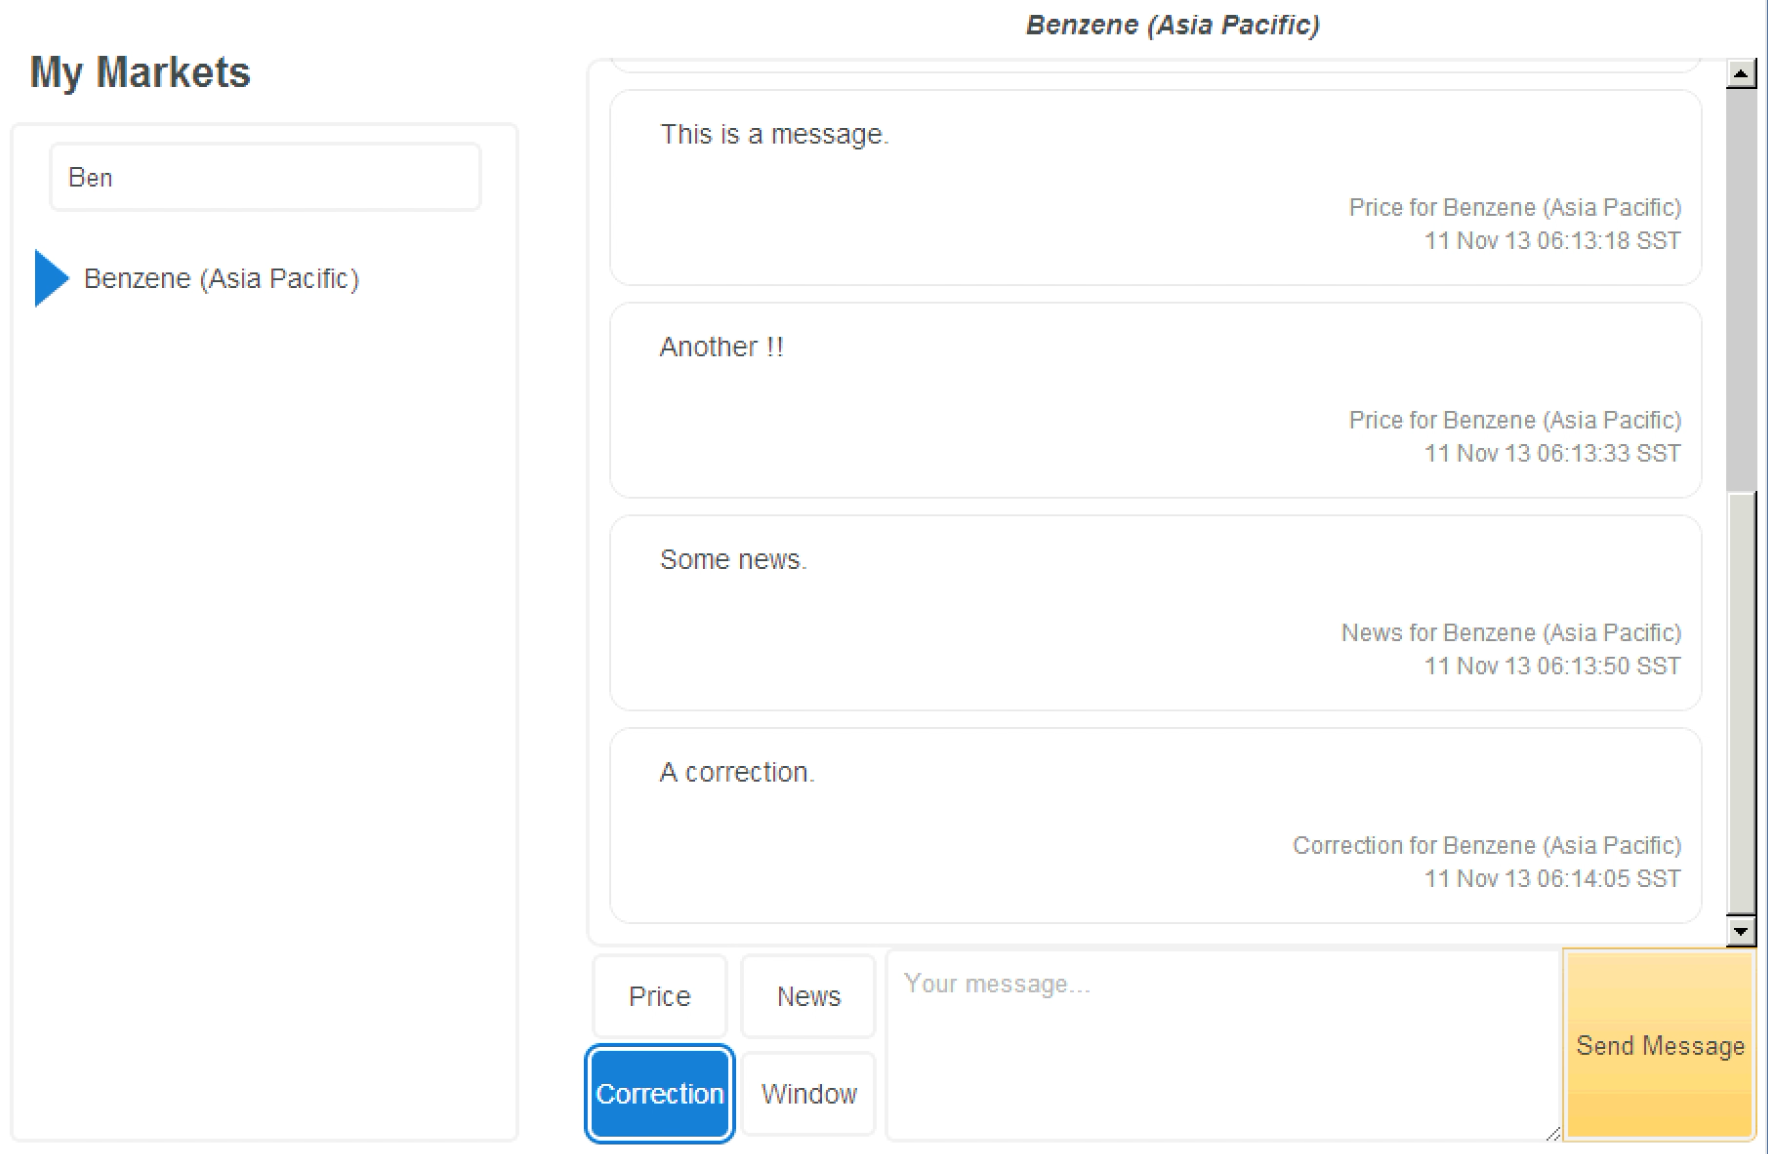 Benzene (Asia Pacific)
My Markets
Ben
Benzene (Asia Pacific)
This is a message.
Price for Benzene (Asia Pacific)
11 Nov 13 06:13:18 SST
Another !!
Price for Benzene (Asia Pacific)
11 Nov 13 06:13:33 SST
Some news.
News for Benzene (Asia Pacific)
11 Nov 13 06:13:50 SST
A correction.
Correction for Benzene (Asia Pacific)
11 Nov 13 06:14:05 SST
Price
News
Correction
Window
Your message...
Send Message